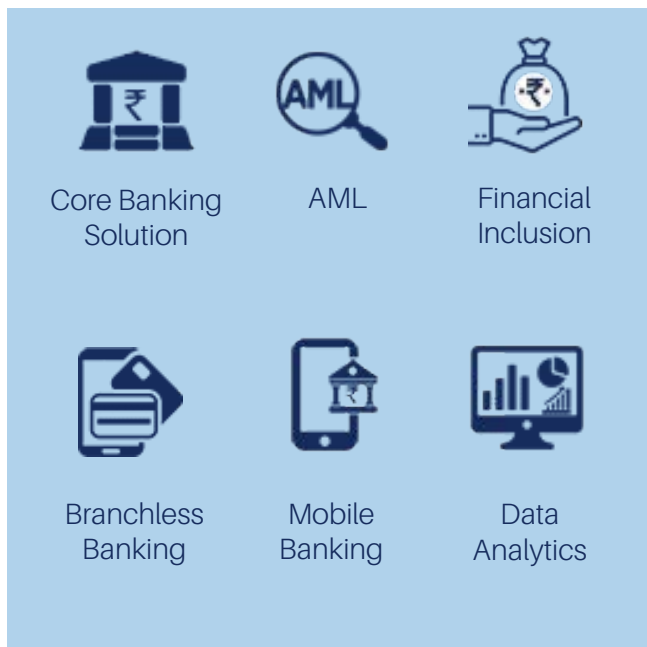 ₹
AML
₹
Core Banking
Solution
AML
Financial
Inclusion
₹
Branchless
Banking
Mobile
Banking
Data
Analytics